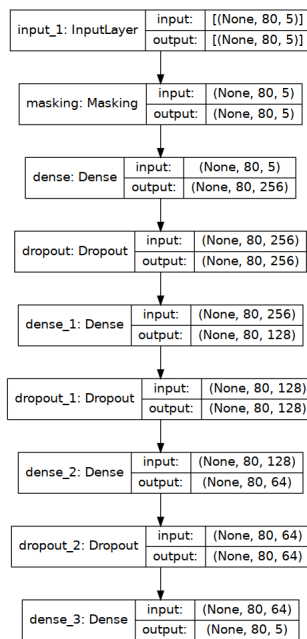 input_1: InputLayer input: [(None, 80, 5)]
output: [(None, 80, 5)]
masking: Masking input: (None, 80, 5)
output: (None, 80, 5)
dense: Dense input: (None, 80, 5)
output: (None, 80, 256)
dropout: Dropout input: (None, 80, 256)
output: (None, 80, 256)
dense_1: Dense input: (None, 80, 256)
output: (None, 80, 128)
dropout_1: Dropout input: (None, 80, 128)
output: (None, 80, 128)
dense_2: Dense input: (None, 80, 128)
output: (None, 80, 64)
dropout_2: Dropout input: (None, 80, 64)
output: (None, 80, 64)
dense_3: Dense input: (None, 80, 64)
output: (None, 80, 5)